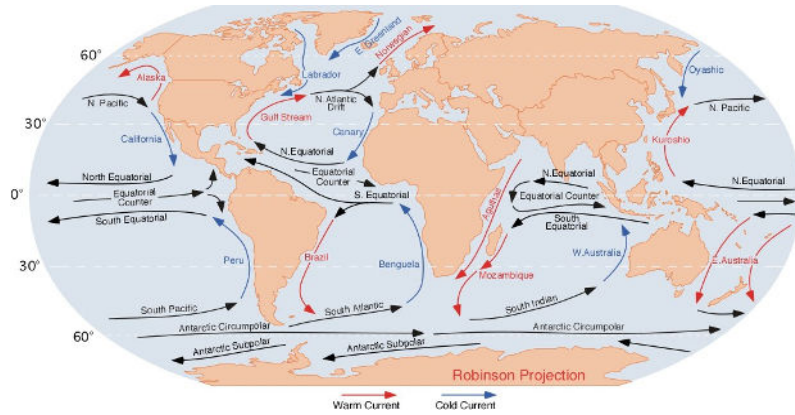 60°
30°
0°
30°
60°
Alaska
N. Pacific
California
North Equatorial
Equatorial
Counter
South Equatorial
Peru
South Pacific
Antarctic Circumpolar
Antarctic Subpolar
Labrador
E. Greenland
Norwegian
Gulf Stream
N. Atlantic
Drift
Canary
N.Equatorial
Equatorial
Counter
S. Equatorial
Brazil
Benguela
South Atlantic
Antarctic Subpolar
Agulhas
Mozambique
N.Equatorial
Equatorial Counter
South
Equatorial
W.Australia
South Indian
Antarctic Circumpolar
Oyashio
N. Pacific
Kuroshio
N.Equatorial
E.Australia
Robinson Projection
Warm Current
Cold Current